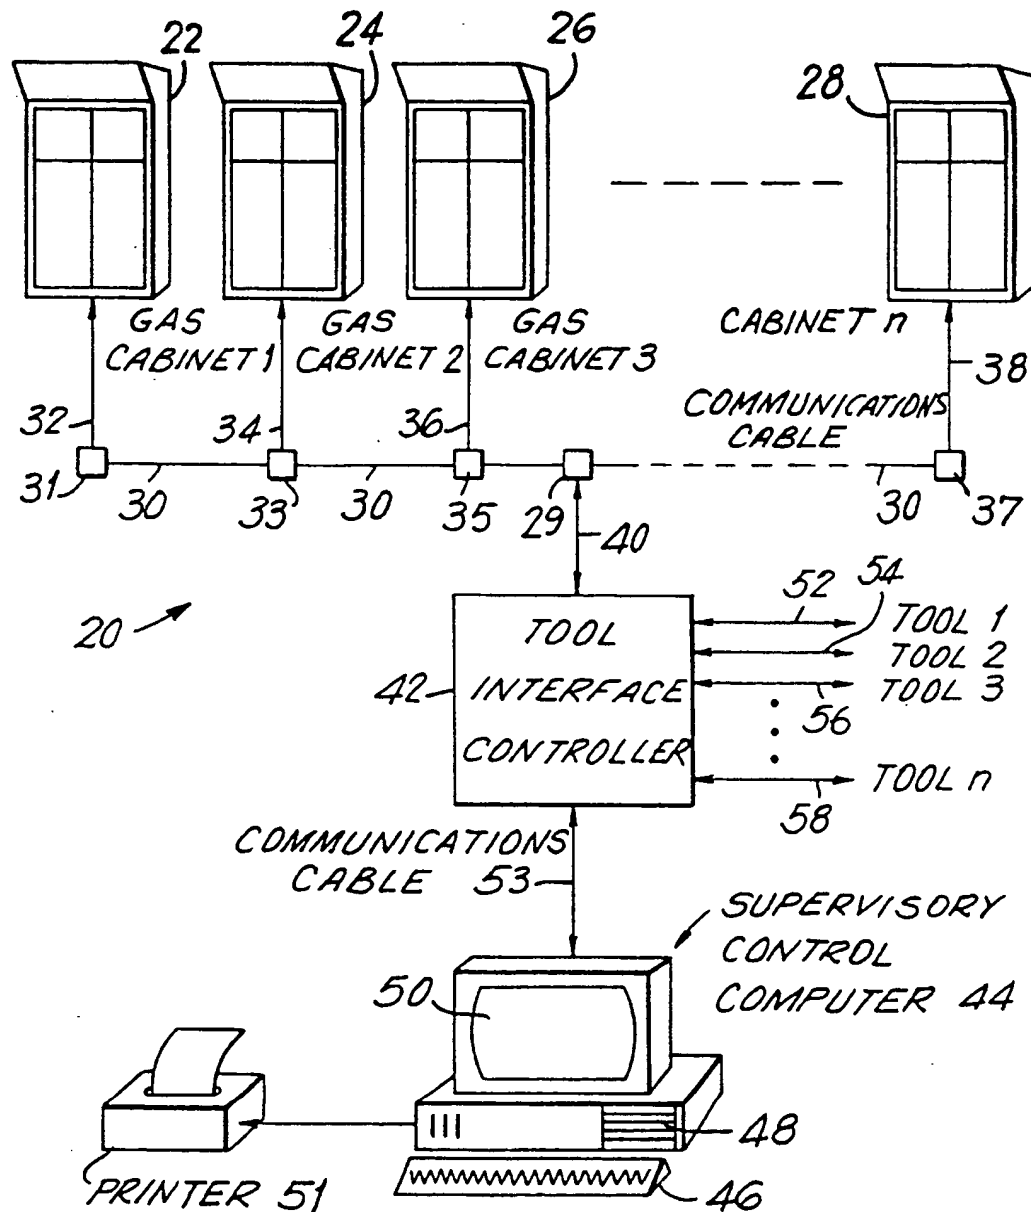 22
24
26
28
GAS
CABINET 1
GAS
CABINET 2
GAS
CABINET 3
CABINET n
32
34
36
38
COMMUNICATIONS
CABLE
31
30
33
30
35
29
30
37
40
20
42
TOOL
INTERFACE
CONTROLLER
52
54
TOOL 1
TOOL 2
TOOL 3
56
TOOL n
58
COMMUNICATIONS
CABLE 53
SUPERVISORY
CONTROL
COMPUTER 44
50
48
46
PRINTER 51